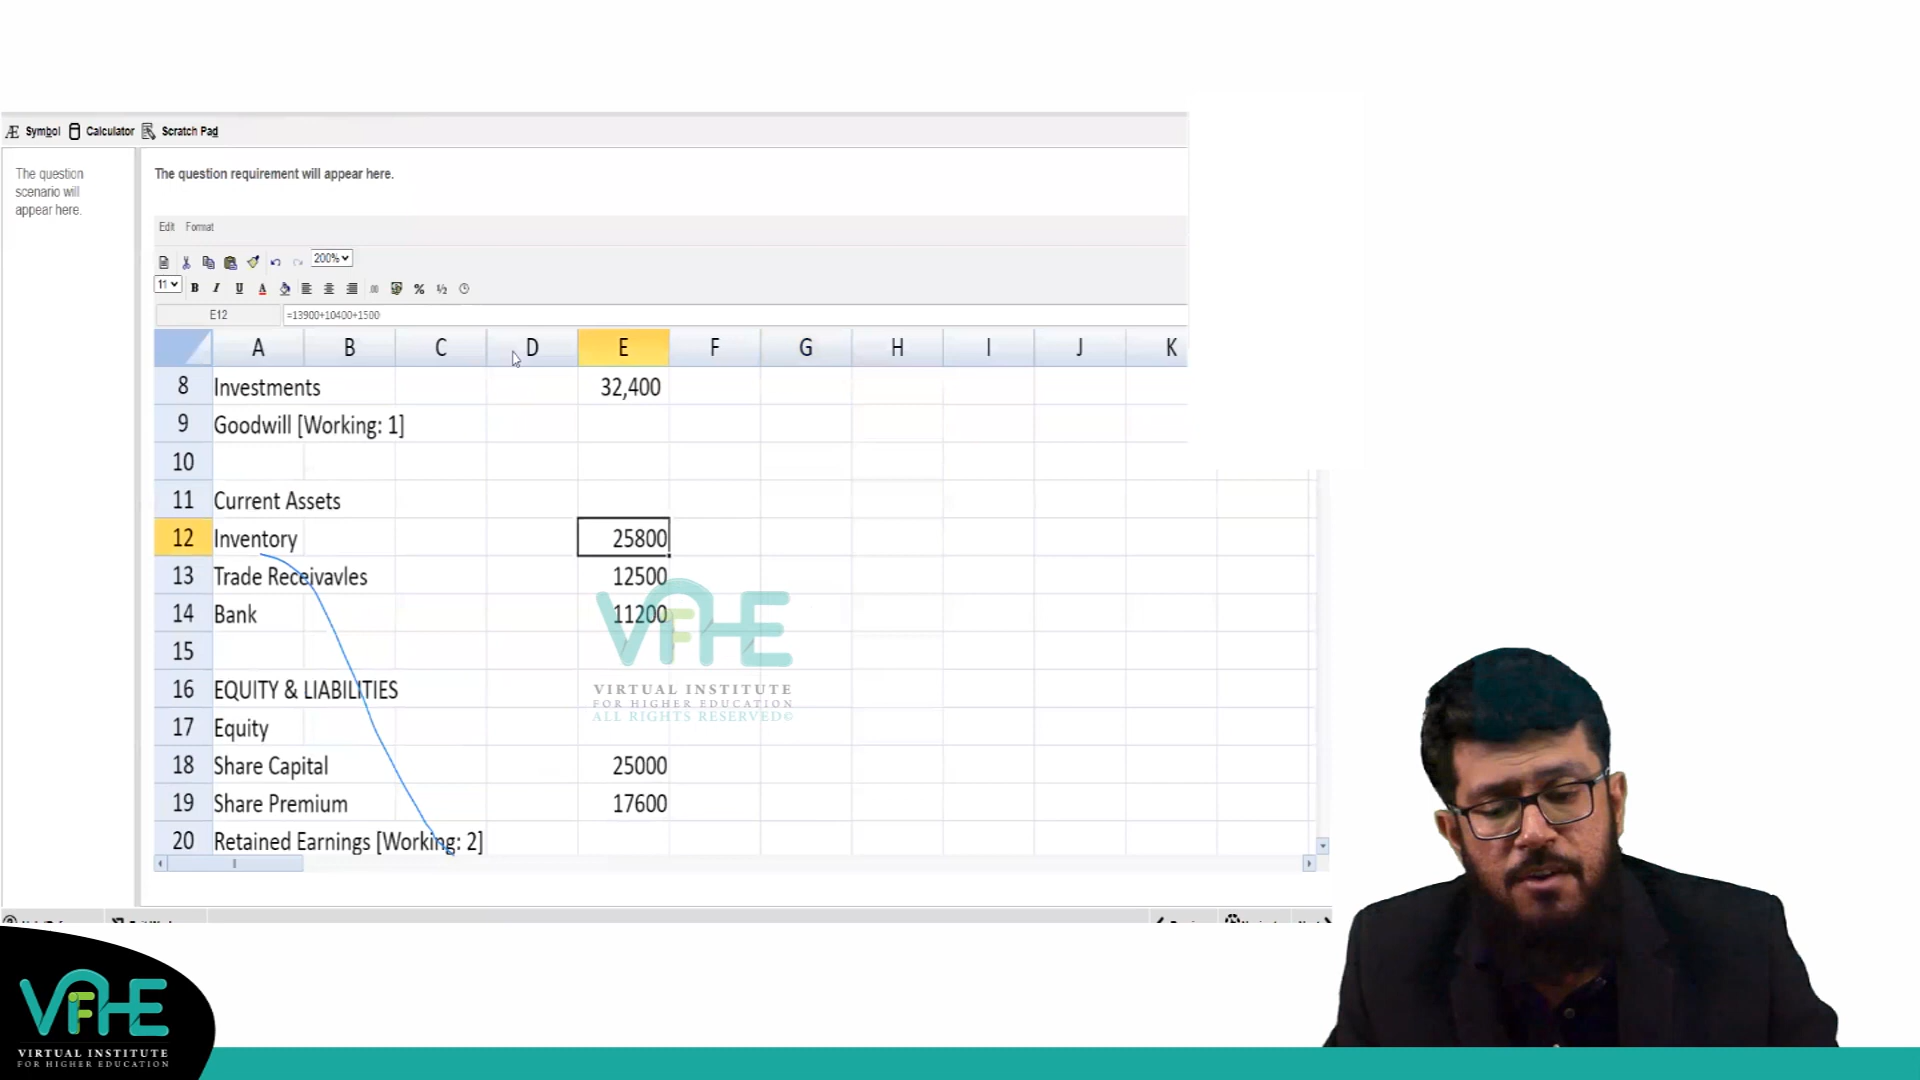 Symbol Calculator Scratch Pad
The question
scenario will
appear here.
The question requirement will appear here.
Edit Format
200%
11 B I U A % ½
E12 =13900+10400+1500
A B C D E F G H I J K
8 Investments 32,400
9 Goodwill [Working: 1]
10
11 Current Assets
12 Inventory 25800
13 Trade Receivavles 12500
14 Bank 11200
15
16 EQUITY & LIABILITIES
17 Equity
18 Share Capital 25000
19 Share Premium 17600
20 Retained Earnings [Working: 2]
VIFHE
VIRTUAL INSTITUTE
FOR HIGHER EDUCATION
ALL RIGHTS RESERVED©
VIFHE
VIRTUAL INSTITUTE
FOR HIGHER EDUCATION